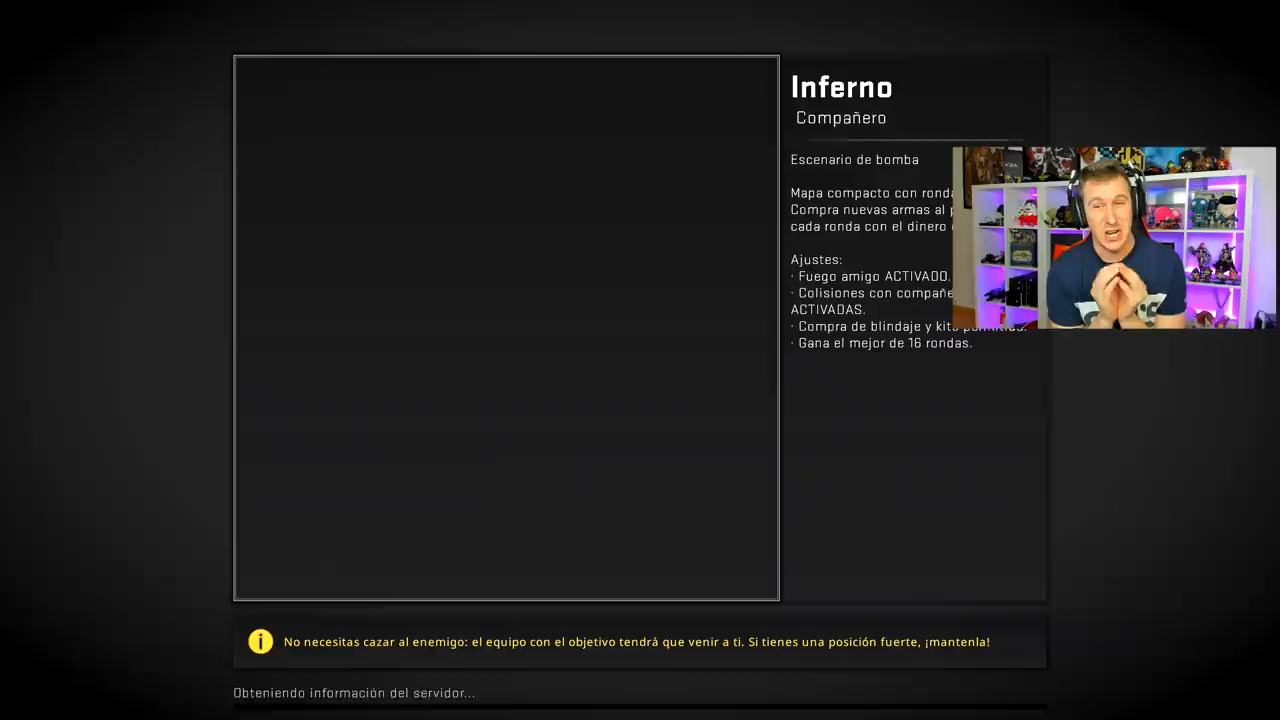 Inferno
Compañero
Escenario de bomba
Mapa compacto con
Compra nuevas armas al
cada ronda con el dinero
Ajustes:
· Fuego amigo ACTIVADO.
· Colisiones con
ACTIVADAS.
· Compra de blindaje y
· Gana el mejor de 16 rondas.
No necesitas cazar al enemigo: el equipo con el objetivo tendrá que venir a ti. Si tienes una posición fuerte, ¡mantenla!
Obteniendo información del servidor...